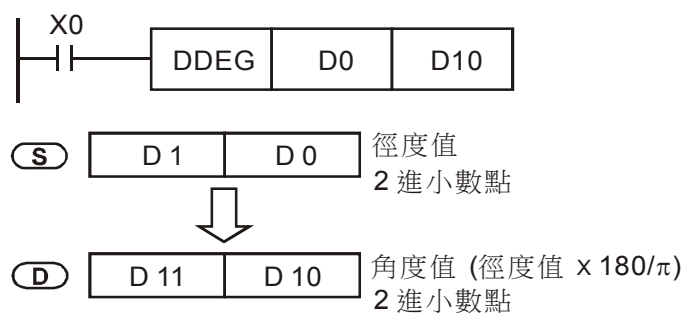 X0
DDEG D0 D10
S D 1 D 0 徑度值
2 進小數點
D D 11 D 10 角度值 (徑度值 x 180/π)
2 進小數點